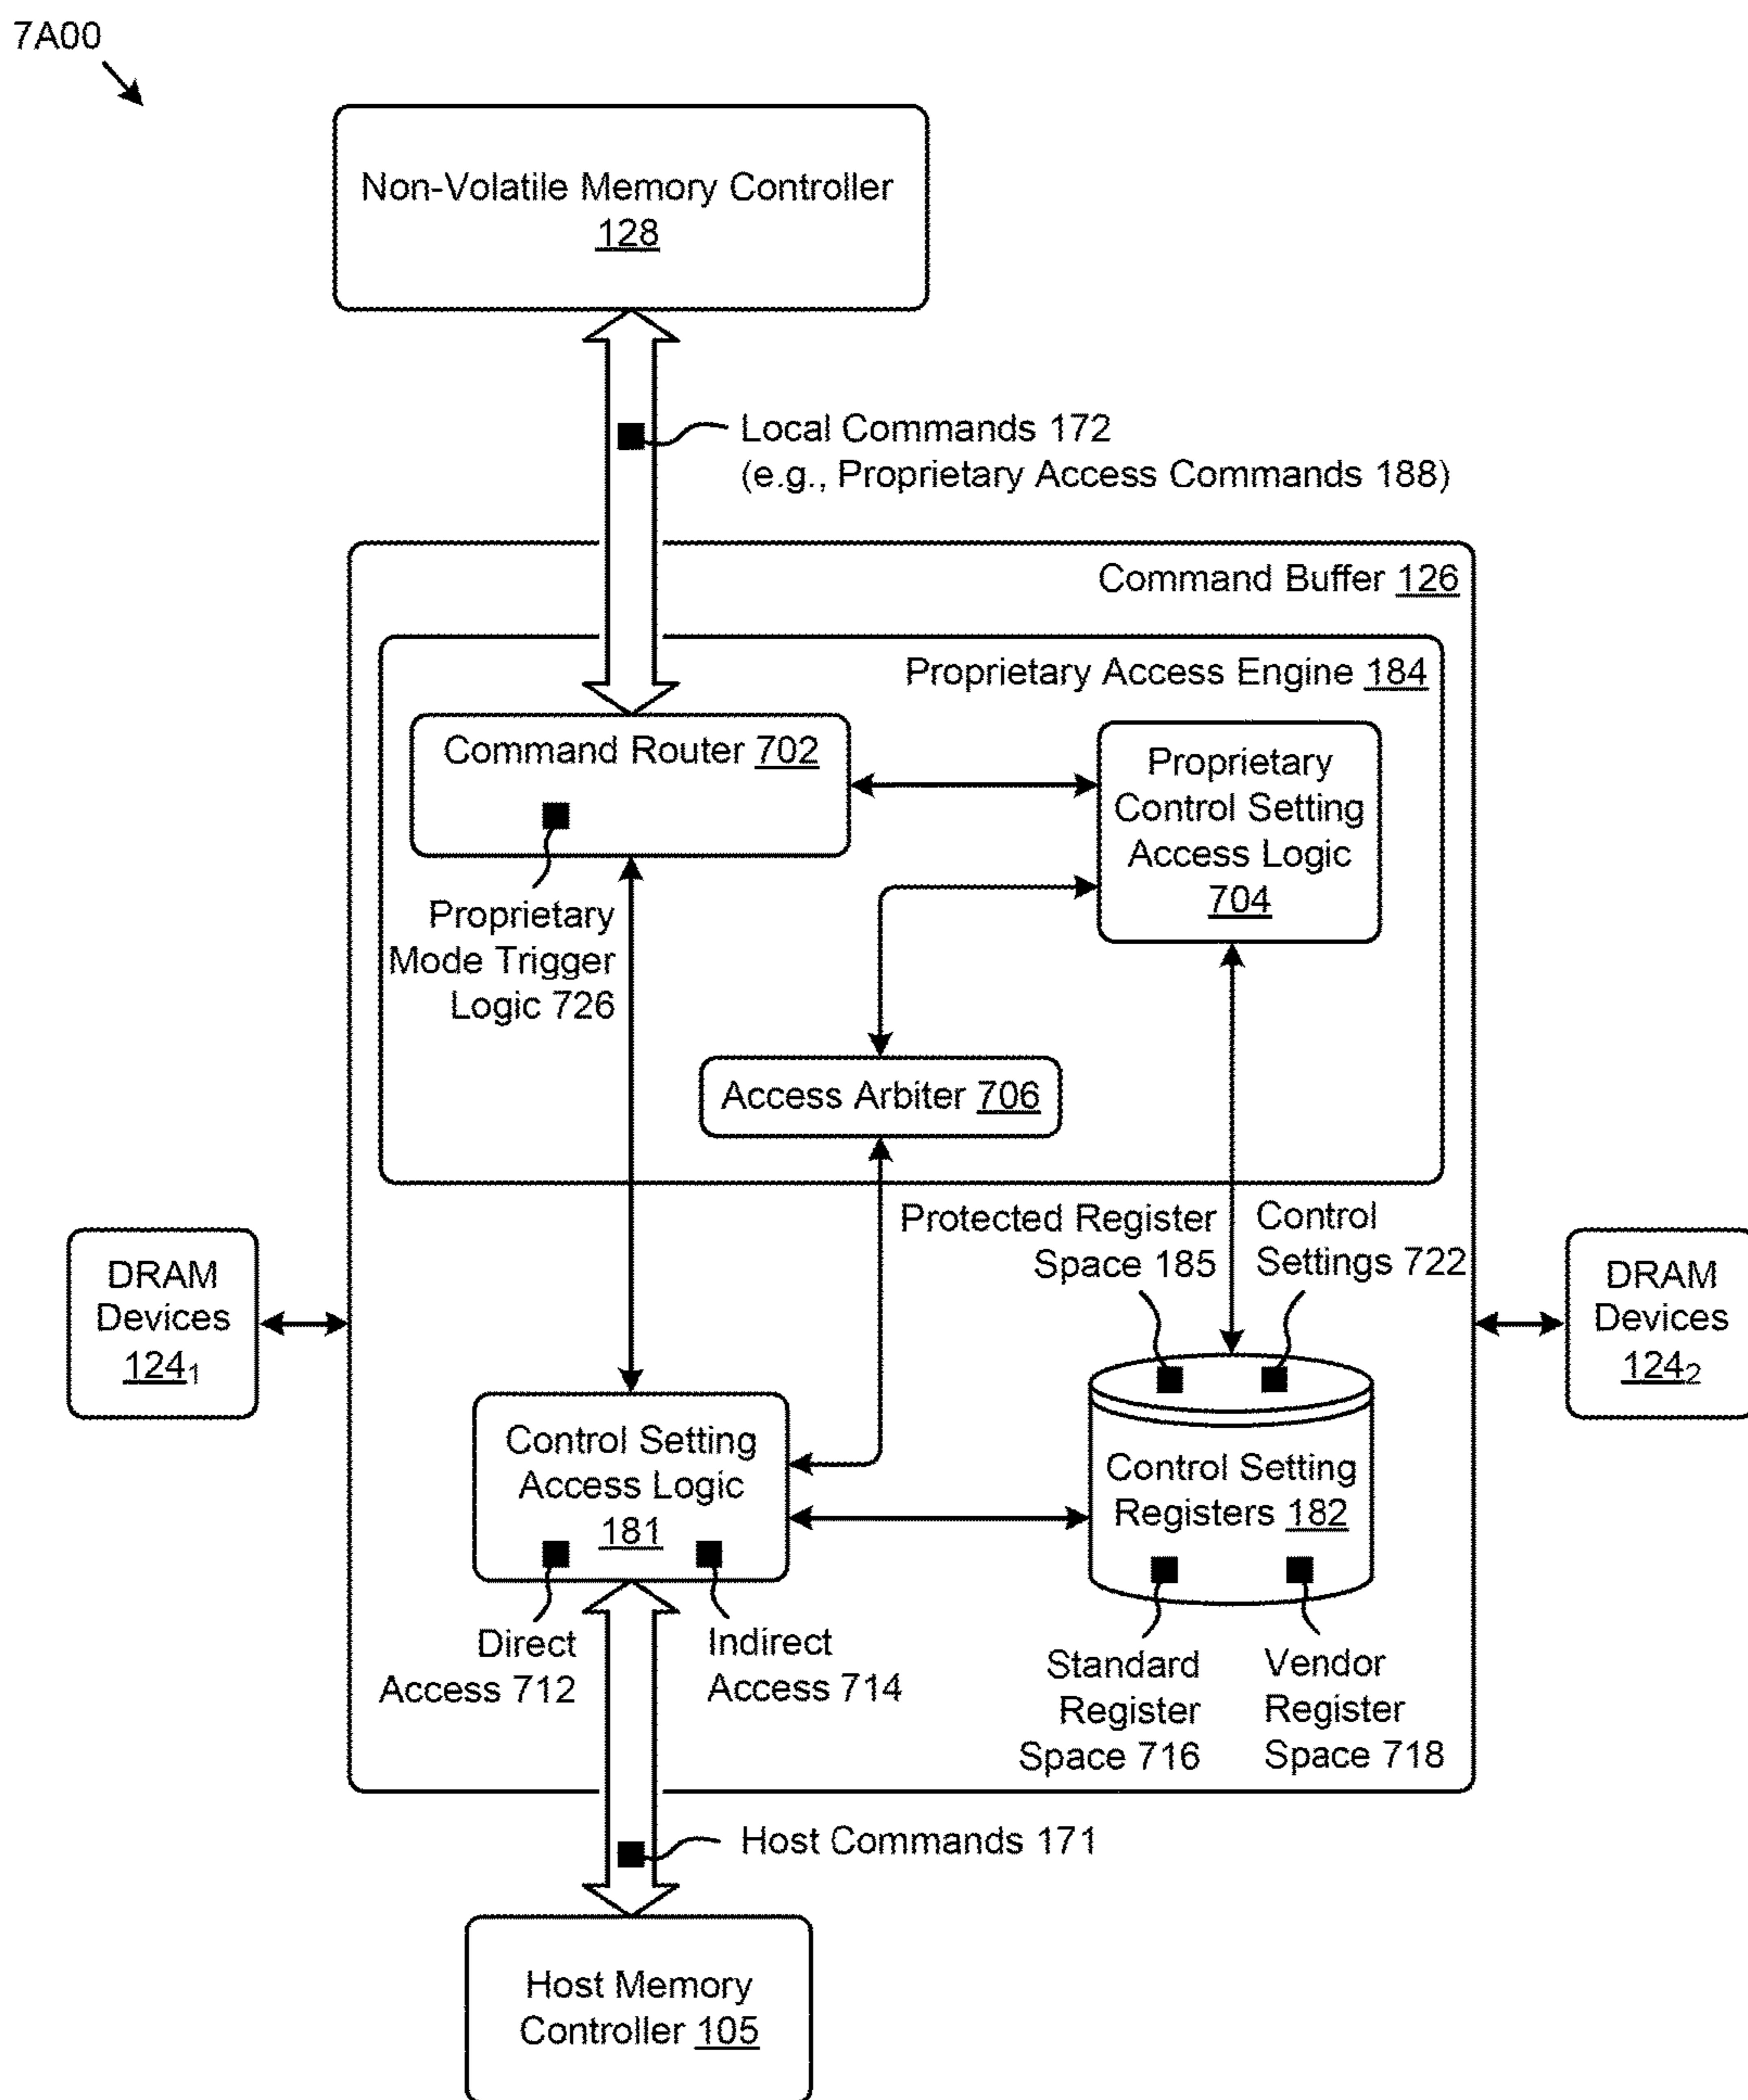 7A00
Non-Volatile Memory Controller
128
Local Commands 172
(e.g., Proprietary Access Commands 188)
Command Buffer 126
Proprietary Access Engine 184
Command Router 702
Proprietary
Control Setting
Access Logic
704
Proprietary
Mode Trigger
Logic 726
Access Arbiter 706
Protected Register
Space 185
Control
Settings 722
DRAM
Devices
124₁
DRAM
Devices
124₂
Control Setting
Access Logic
181
Control Setting
Registers 182
Direct
Access 712
Indirect
Access 714
Standard
Register
Space 716
Vendor
Register
Space 718
Host Commands 171
Host Memory
Controller 105